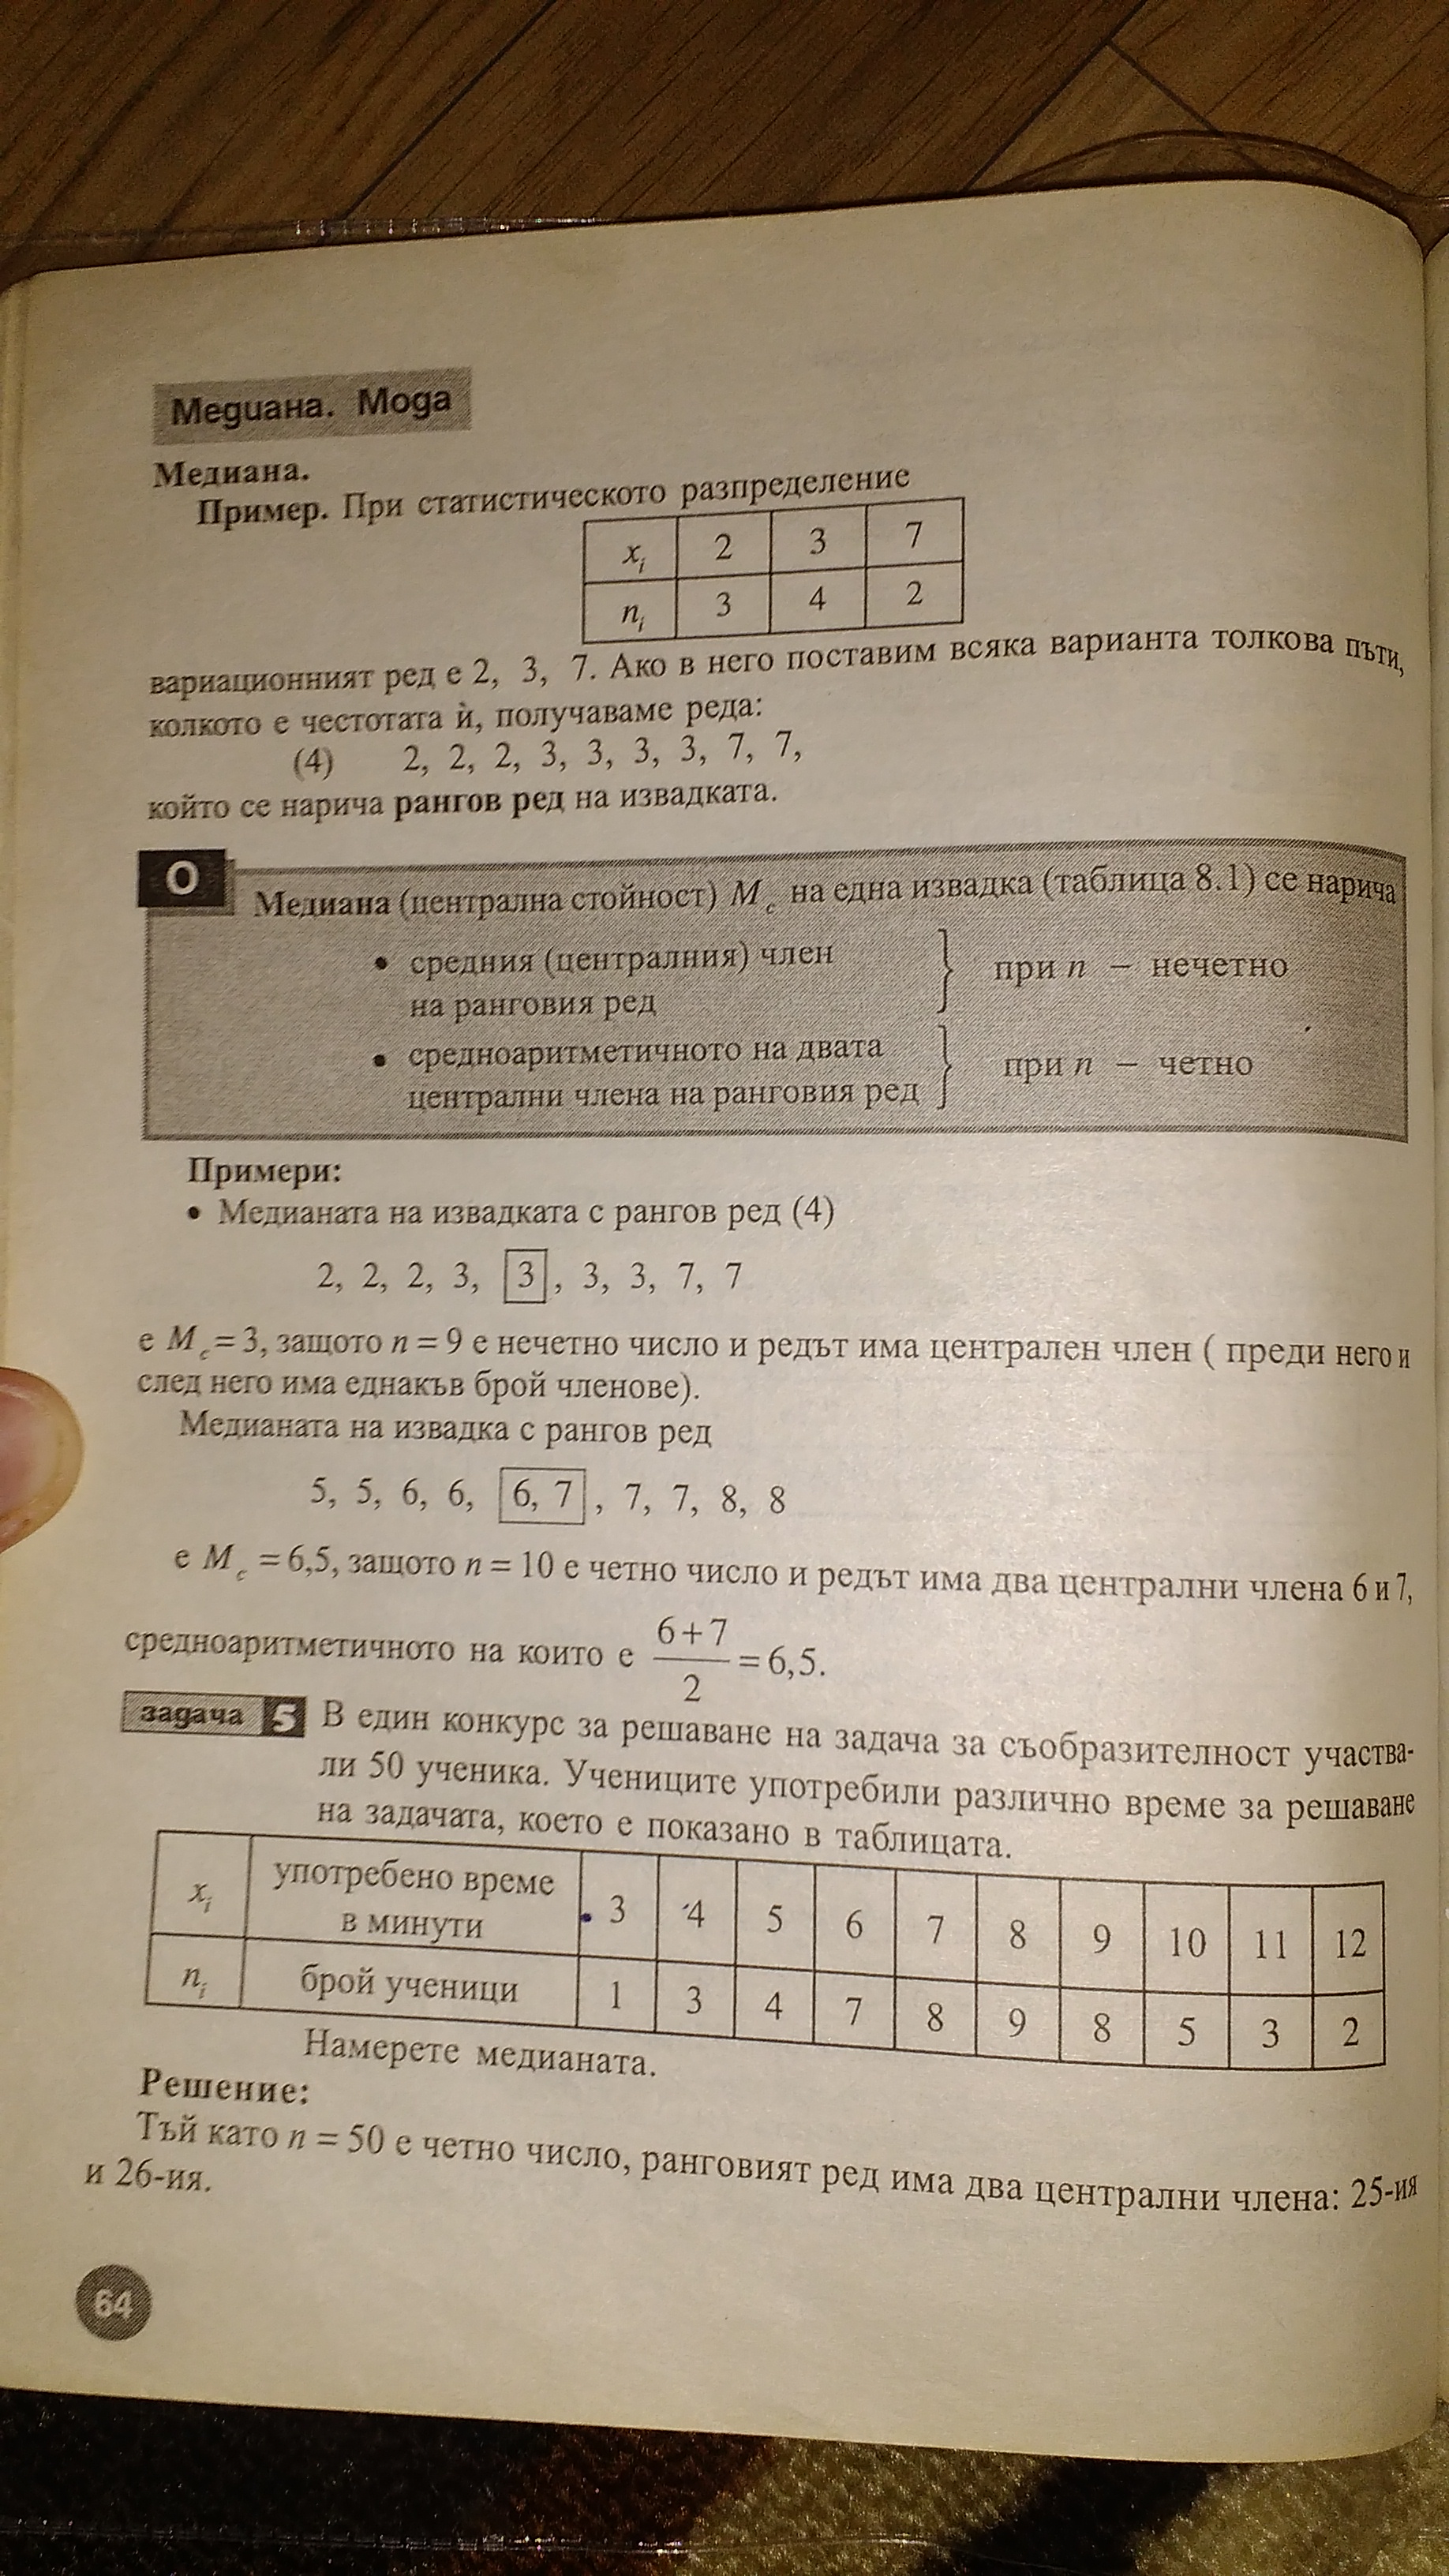 Медиана. Мода
Медиана.
Пример. При статистическото разпределение
xᵢ 2 3 7
nᵢ 3 4 2
вариационният ред е 2, 3, 7. Ако в него поставим всяка варианта толкова пъти,
колкото е честотата ѝ, получаваме реда:
(4) 2, 2, 2, 3, 3, 3, 3, 7, 7,
който се нарича рангов ред на извадката.
О
Медиана (централна стойност) M_c на една извадка (таблица 8.1) се нарича
• средния (централния) член
на ранговия ред } при n – нечетно
• средноаритметичното на двата
централни члена на ранговия ред } при n – четно
Примери:
• Медианата на извадката с рангов ред (4)
2, 2, 2, 3, 3, 3, 3, 7, 7
е M_c = 3, защото n = 9 е нечетно число и редът има централен член ( преди него и
след него има еднакъв брой членове).
Медианата на извадка с рангов ред
5, 5, 6, 6, 6, 7, 7, 7, 8, 8
е M_c = 6,5, защото n = 10 е четно число и редът има два централни члена 6 и 7,
средноаритметичното на които е (6+7)/2 = 6,5.
задача 5 В един конкурс за решаване на задача за съобразителност участва-
ли 50 ученика. Учениците употребили различно време за решаване
на задачата, което е показано в таблицата.
xᵢ употребено време
в минути 3 4 5 6 7 8 9 10 11 12
nᵢ брой ученици 1 3 4 7 8 9 8 5 3 2
Намерете медианата.
Решение:
Тъй като n = 50 е четно число, ранговият ред има два централни члена: 25-ия
и 26-ия.
64